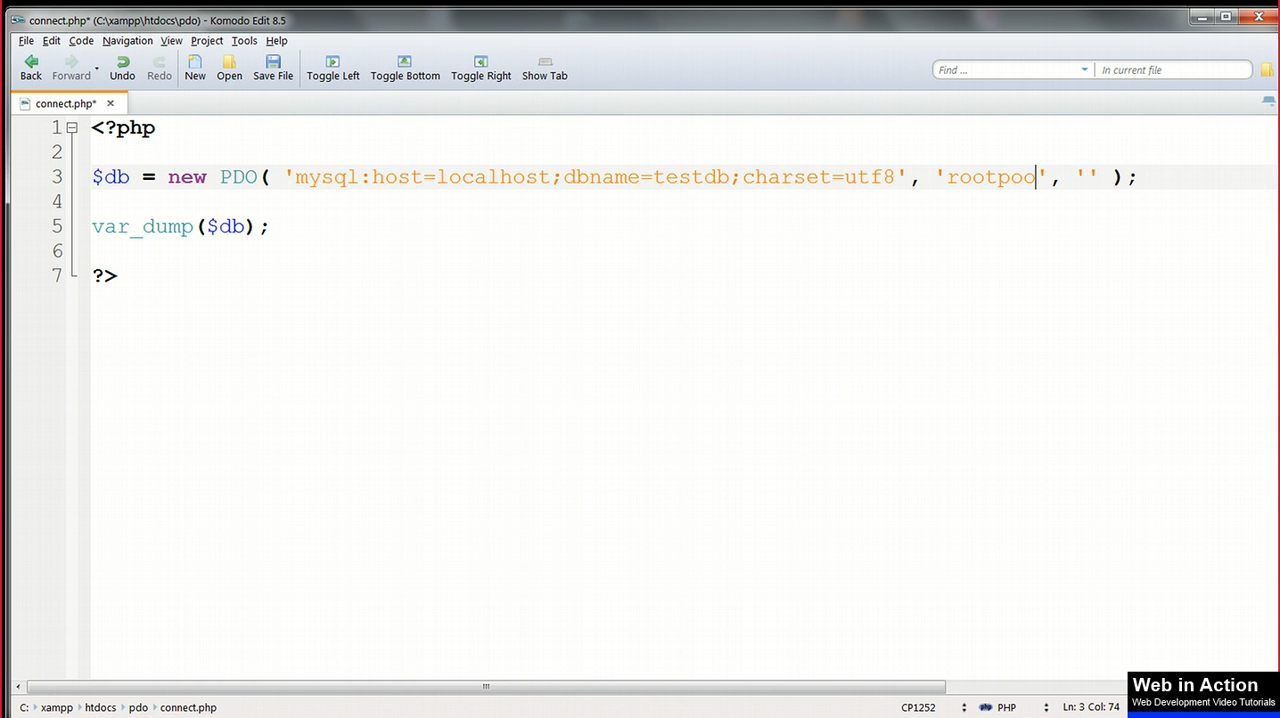 connect.php* (C:\xampp\htdocs\pdo) - Komodo Edit 8.5
File Edit Code Navigation View Project Tools Help
Back Forward Undo Redo New Open Save File Toggle Left Toggle Bottom Toggle Right Show Tab Find ... In current file
connect.php*
1 <?php
2
3 $db = new PDO( 'mysql:host=localhost;dbname=testdb;charset=utf8', 'rootpoo', '' );
4
5 var_dump($db);
6
7 ?>
Web in Action
Web Development Video Tutorials
C: xampp htdocs pdo connect.php CP1252 PHP Ln: 3 Col: 74